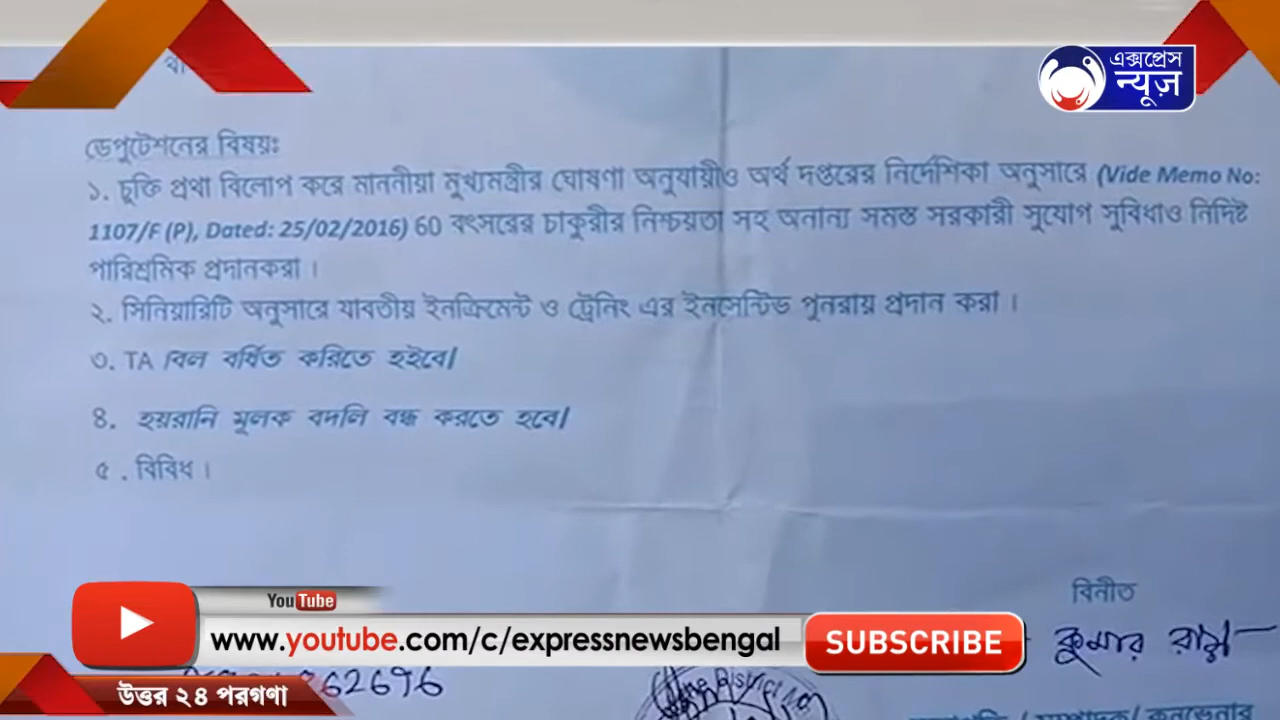 এক্সপ্রেস
ন্যূজ়
ডেপুটেশনের বিষয়ঃ
১. চুক্তি প্রথা বিলোপ করে মাননীয়া মুখ্যমন্ত্রীর ঘোষণা অনুযায়ীও অর্থ দপ্তরের নির্দেশিকা অনুসারে (Vide Memo No:
1107/F (P), Dated: 25/02/2016) 60 বৎসরের চাকুরীর নিশ্চয়তা সহ অনান্য সমস্ত সরকারী সুযোগ সুবিধাও নিদিষ্ট
পারিশ্রমিক প্রদানকরা।
২. সিনিয়ারিটি অনুসারে যাবতীয় ইনক্রিমেন্ট ও ট্রেনিং এর ইনসেন্টিভ পুনরায় প্রদান করা।
৩. TA বিল বর্ধিত করিতে হইবে।
৪. হয়রানি মূলক বদলি বন্ধ করতে হবে।
৫ . বিবিধ।
বিনীত
কুমার রায়
YouTube
www.youtube.com/c/expressnewsbengal
SUBSCRIBE
62696
District
উত্তর ২৪ পরগণা